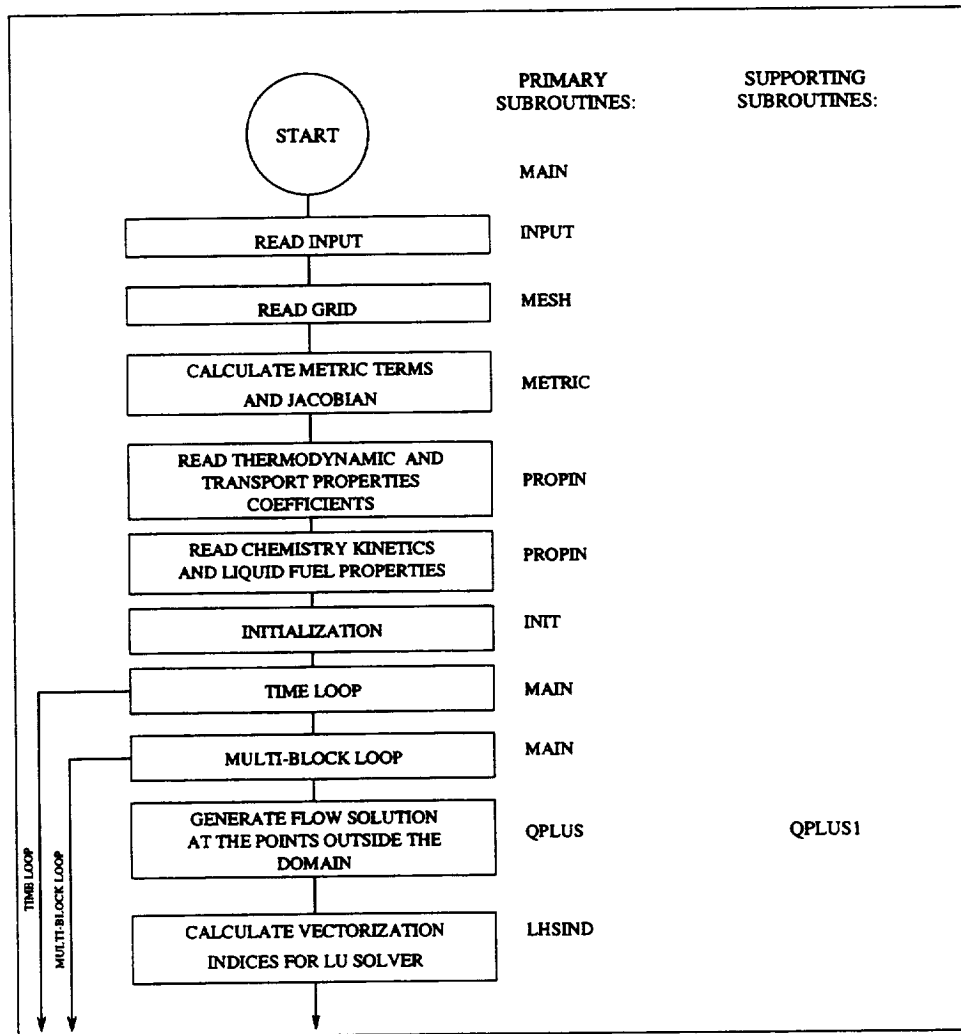 PRIMARY
SUBROUTINES:
SUPPORTING
SUBROUTINES:
START
MAIN
READ INPUT
INPUT
READ GRID
MESH
CALCULATE METRIC TERMS
AND JACOBIAN
METRIC
READ THERMODYNAMIC AND
TRANSPORT PROPERTIES
COEFFICIENTS
PROPIN
READ CHEMISTRY KINETICS
AND LIQUID FUEL PROPERTIES
PROPIN
INITIALIZATION
INIT
TIME LOOP
MAIN
MULTI-BLOCK LOOP
MAIN
GENERATE FLOW SOLUTION
AT THE POINTS OUTSIDE THE
DOMAIN
QPLUS
QPLUS1
TIME LOOP
MULTI-BLOCK LOOP
CALCULATE VECTORIZATION
INDICES FOR LU SOLVER
LHSIND